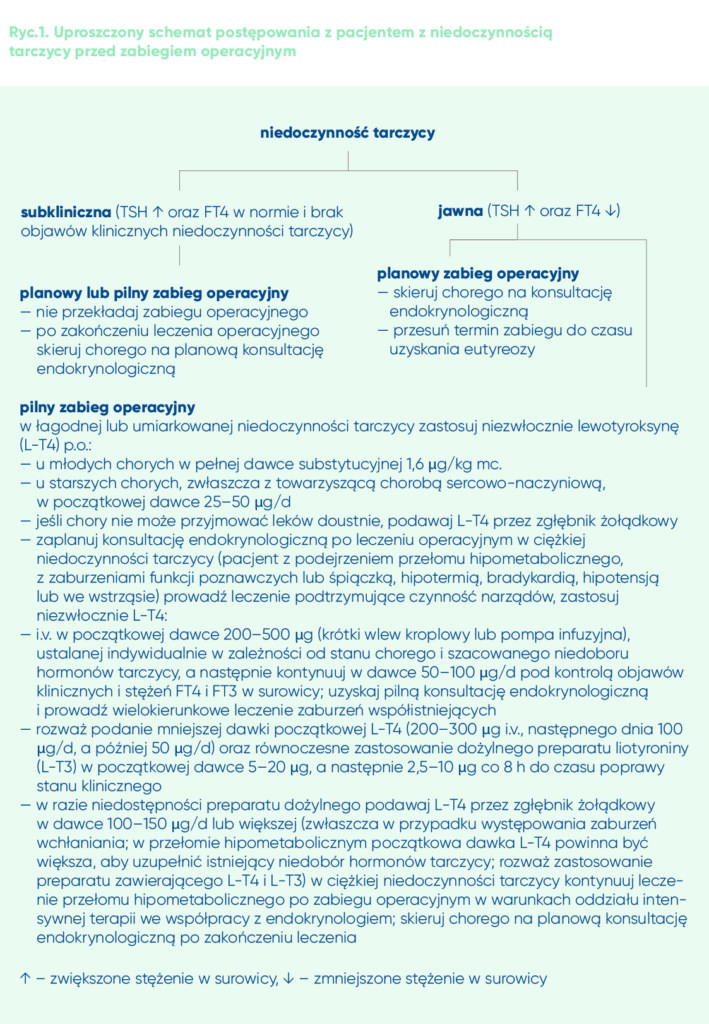 Ryc.1. Uproszczony schemat postępowania z pacjentem z niedoczynnością
tarczycy przed zabiegiem operacyjnym
niedoczynność tarczycy
subkliniczna (TSH ↑ oraz FT4 w normie i brak
objawów klinicznych niedoczynności tarczycy)
planowy lub pilny zabieg operacyjny
— nie przekładaj zabiegu operacyjnego
— po zakończeniu leczenia operacyjnego
skieruj chorego na planową konsultację
endokrynologiczną
jawna (TSH ↑ oraz FT4 ↓)
planowy zabieg operacyjny
— skieruj chorego na konsultację
endokrynologiczną
— przesuń termin zabiegu do czasu
uzyskania eutyreozy
pilny zabieg operacyjny
w łagodnej lub umiarkowanej niedoczynności tarczycy zastosuj niezwłocznie lewotyroksynę
(L-T4) p.o.:
— u młodych chorych w pełnej dawce substytucyjnej 1,6 μg/kg mc.
— u starszych chorych, zwłaszcza z towarzyszącą chorobą sercowo-naczyniową,
w początkowej dawce 25–50 μg/d
— jeśli chory nie może przyjmować leków doustnie, podawaj L-T4 przez zgłębnik żołądkowy
— zaplanuj konsultację endokrynologiczną po leczeniu operacyjnym w ciężkiej
niedoczynności tarczycy (pacjent z podejrzeniem przełomu hipometabolicznego,
z zaburzeniami funkcji poznawczych lub śpiączką, hipotermią, bradykardią, hipotensją
lub we wstrząsie) prowadź leczenie podtrzymujące czynność narządów, zastosuj
niezwłocznie L-T4:
— i.v. w początkowej dawce 200–500 μg (krótki wlew kroplowy lub pompa infuzyjna),
ustalanej indywidualnie w zależności od stanu chorego i szacowanego niedoboru
hormonów tarczycy, a następnie kontynuuj w dawce 50–100 μg/d pod kontrolą objawów
klinicznych i stężeń FT4 i FT3 w surowicy; uzyskaj pilną konsultację endokrynologiczną
i prowadź wielokierunkowe leczenie zaburzeń współistniejących
— rozważ podanie mniejszej dawki początkowej L-T4 (200–300 μg i.v., następnego dnia 100
μg/d, a później 50 μg/d) oraz równoczesne zastosowanie dożylnego preparatu liotyroniny
(L-T3) w początkowej dawce 5–20 μg, a następnie 2,5–10 μg co 8 h do czasu poprawy
stanu klinicznego
— w razie niedostępności preparatu dożylnego podawaj L-T4 przez zgłębnik żołądkowy
w dawce 100–150 μg/d lub większej (zwłaszcza w przypadku występowania zaburzeń
wchłaniania; w przełomie hipometabolicznym początkowa dawka L-T4 powinna być
większa, aby uzupełnić istniejący niedobór hormonów tarczycy; rozważ zastosowanie
preparatu zawierającego L-T4 i L-T3) w ciężkiej niedoczynności tarczycy kontynuuj lecze-
nie przełomu hipometabolicznego po zabiegu operacyjnym w warunkach oddziału inten-
sywnej terapii we współpracy z endokrynologiem; skieruj chorego na planową konsultację
endokrynologiczną po zakończeniu leczenia
↑ – zwiększone stężenie w surowicy, ↓ – zmniejszone stężenie w surowicy